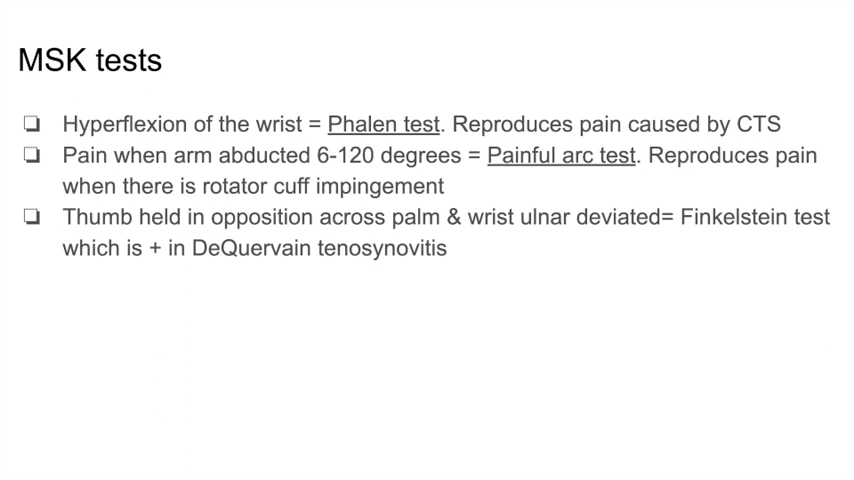 MSK tests
❏ Hyperflexion of the wrist = Phalen test. Reproduces pain caused by CTS
❏ Pain when arm abducted 6-120 degrees = Painful arc test. Reproduces pain
when there is rotator cuff impingement
❏ Thumb held in opposition across palm & wrist ulnar deviated= Finkelstein test
which is + in DeQuervain tenosynovitis